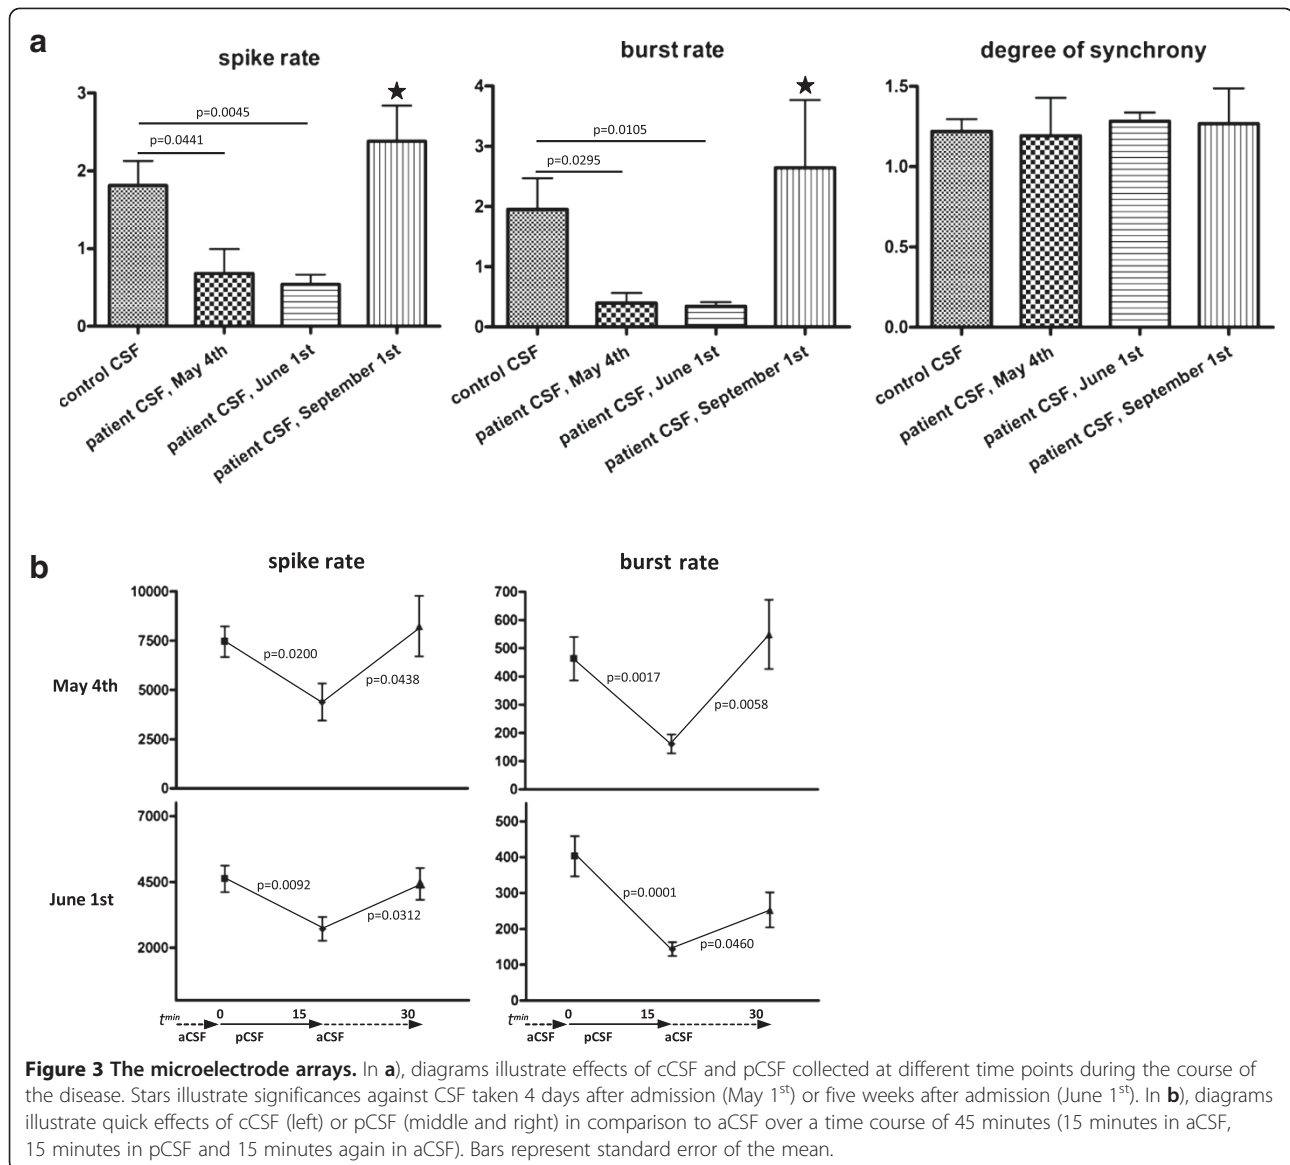 a
spike rate
3
2
1
0
p=0.0045
p=0.0441
★
control CSF
patient CSF, May 4th
patient CSF, June 1st
patient CSF, September 1st
burst rate
4
3
2
1
0
p=0.0105
p=0.0295
★
control CSF
patient CSF, May 4th
patient CSF, June 1st
patient CSF, September 1st
degree of synchrony
1.5
1.0
0.5
0.0
control CSF
patient CSF, May 4th
patient CSF, June 1st
patient CSF, September 1st
b
spike rate
burst rate
May 4th
10000
7500
5000
2500
0
p=0.0200
p=0.0438
700
600
500
400
300
200
100
0
p=0.0017
p=0.0058
June 1st
7000
4500
2000
p=0.0092
p=0.0312
500
400
300
200
100
0
p=0.0001
p=0.0460
tmin 0 15 30
aCSF pCSF aCSF
tmin 0 15 30
aCSF pCSF aCSF
Figure 3 The microelectrode arrays. In a), diagrams illustrate effects of cCSF and pCSF collected at different time points during the course of
the disease. Stars illustrate significances against CSF taken 4 days after admission (May 1st) or five weeks after admission (June 1st). In b), diagrams
illustrate quick effects of cCSF (left) or pCSF (middle and right) in comparison to aCSF over a time course of 45 minutes (15 minutes in aCSF,
15 minutes in pCSF and 15 minutes again in aCSF). Bars represent standard error of the mean.